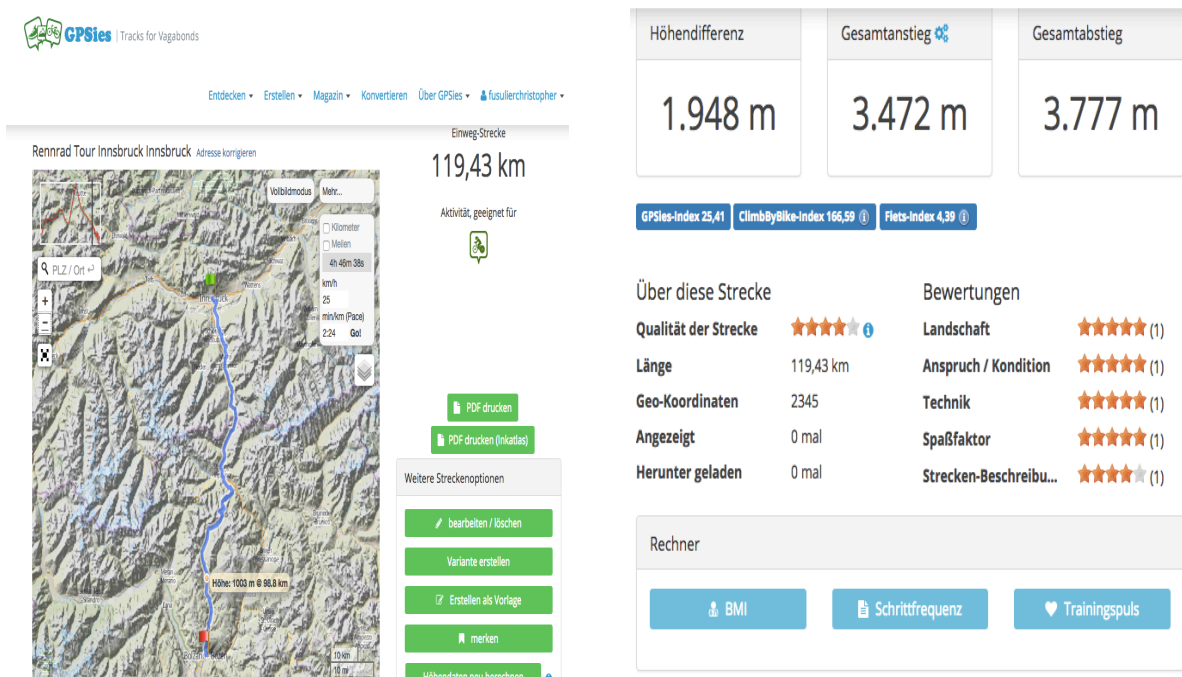 GPSies | Tracks for Vagabonds
Entdecken Erstellen Magazin Konvertieren Über GPSies fusulierchristopher
Rennrad Tour Innsbruck Innsbruck Adresse korrigieren
Einweg-Strecke
119,43 km
Aktivität, geeignet für
Vollbildmodus Mehr...
Kilometer
Meilen
4h 46m 38s
km/h
25
min/km (Pace)
2:24 Go!
PLZ / Ort
+
−
Innsbruck
Wattens
Höhe: 1003 m @ 98.8 km
10 km
10 mi
PDF drucken
PDF drucken (Inkatlas)
Weitere Streckenoptionen
bearbeiten / löschen
Variante erstellen
Erstellen als Vorlage
merken
Höhendaten neu berechnen
Höhendifferenz
1.948 m
Gesamtanstieg
3.472 m
Gesamtabstieg
3.777 m
GPSies-Index 25,41 ClimbByBike-Index 166,59 Fiets-Index 4,39
Über diese Strecke
Qualität der Strecke
Länge 119,43 km
Geo-Koordinaten 2345
Angezeigt 0 mal
Herunter geladen 0 mal
Bewertungen
Landschaft (1)
Anspruch / Kondition (1)
Technik (1)
Spaßfaktor (1)
Strecken-Beschreibu... (1)
Rechner
BMI
Schrittfrequenz
Trainingspuls